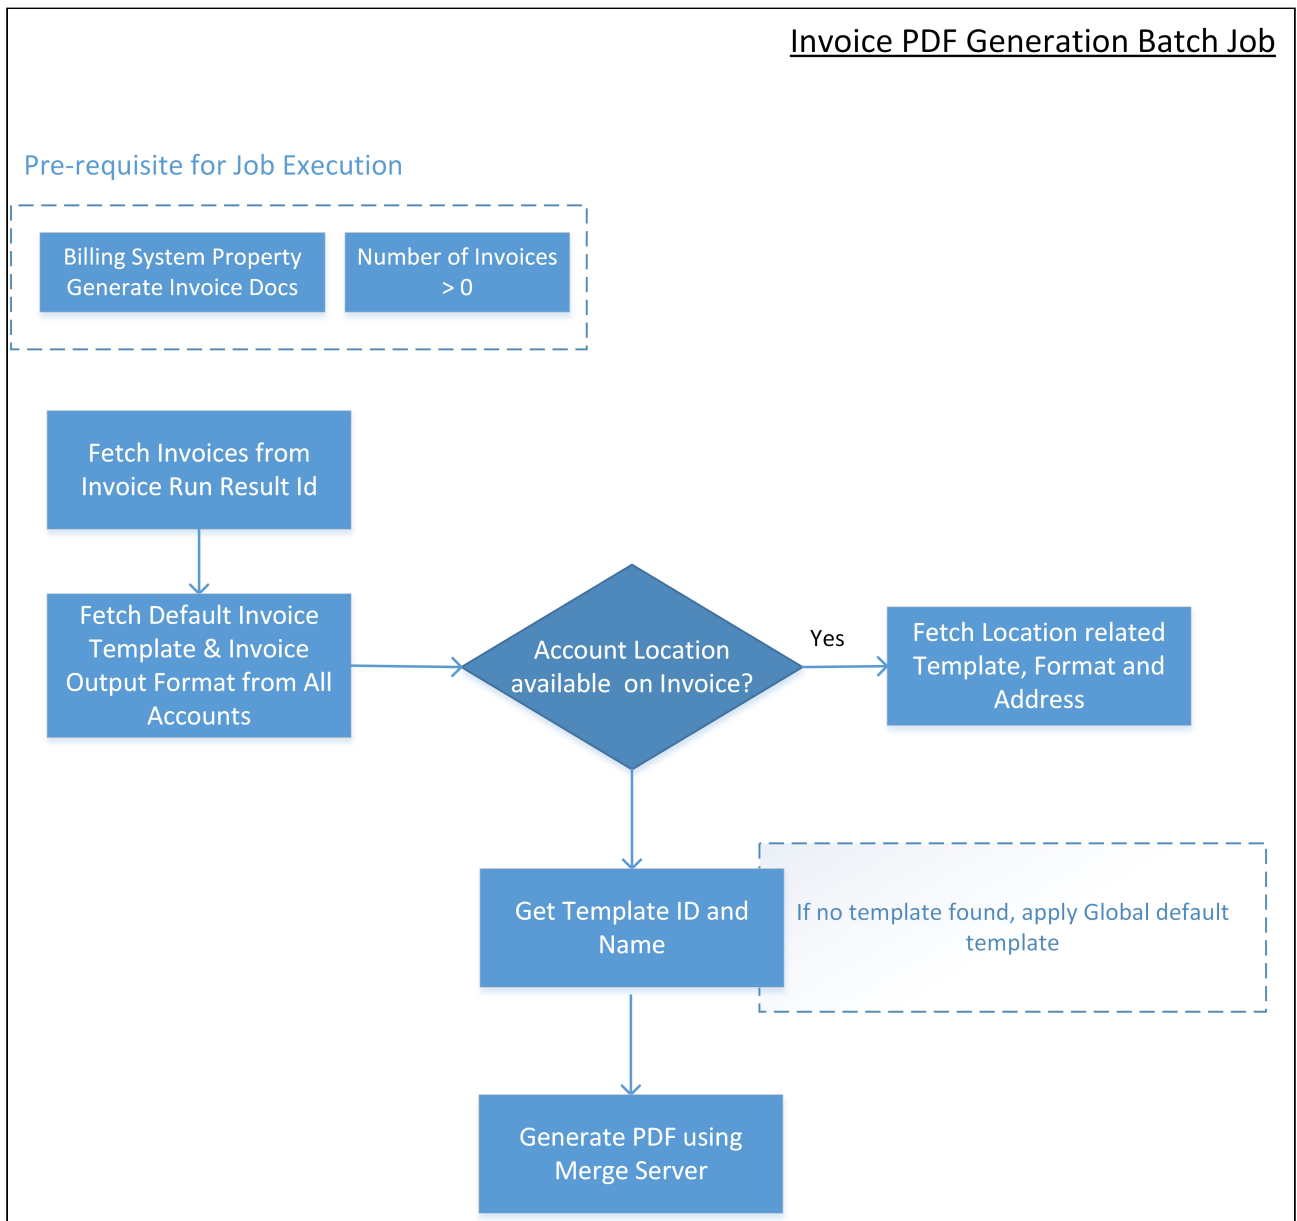 Invoice PDF Generation Batch Job
Pre-requisite for Job Execution
Billing System Property
Generate Invoice Docs
Number of Invoices
> 0
Fetch Invoices from
Invoice Run Result Id
Fetch Default Invoice
Template & Invoice
Output Format from All
Accounts
Account Location
available on Invoice?
Yes
Fetch Location related
Template, Format and
Address
Get Template ID and
Name
If no template found, apply Global default
template
Generate PDF using
Merge Server